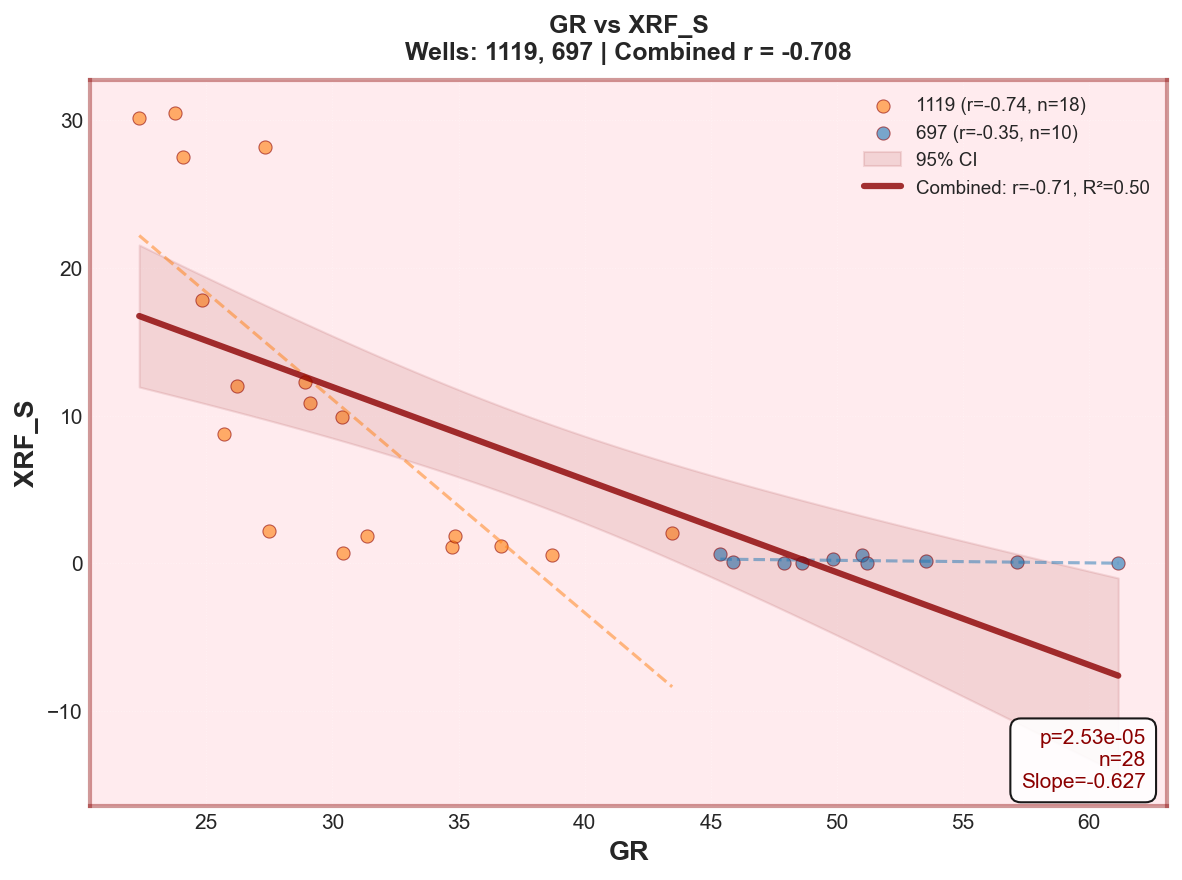 GR vs XRF_S
Wells: 1119, 697 | Combined r = -0.708
1119 (r=-0.74, n=18)
697 (r=-0.35, n=10)
95% CI
Combined: r=-0.71, R²=0.50
XRF_S
30
20
10
0
−10
p=2.53e-05
n=28
Slope=-0.627
25 30 35 40 45 50 55 60
GR